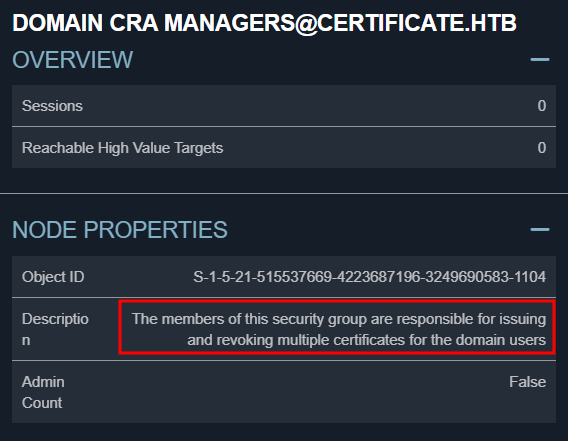 DOMAIN CRA MANAGERS@CERTIFICATE.HTB
OVERVIEW
Sessions 0
Reachable High Value Targets 0
NODE PROPERTIES
Object ID S-1-5-21-515537669-4223687196-3249690583-1104
Descriptio The members of this security group are responsible for issuing
n and revoking multiple certificates for the domain users
Admin False
Count